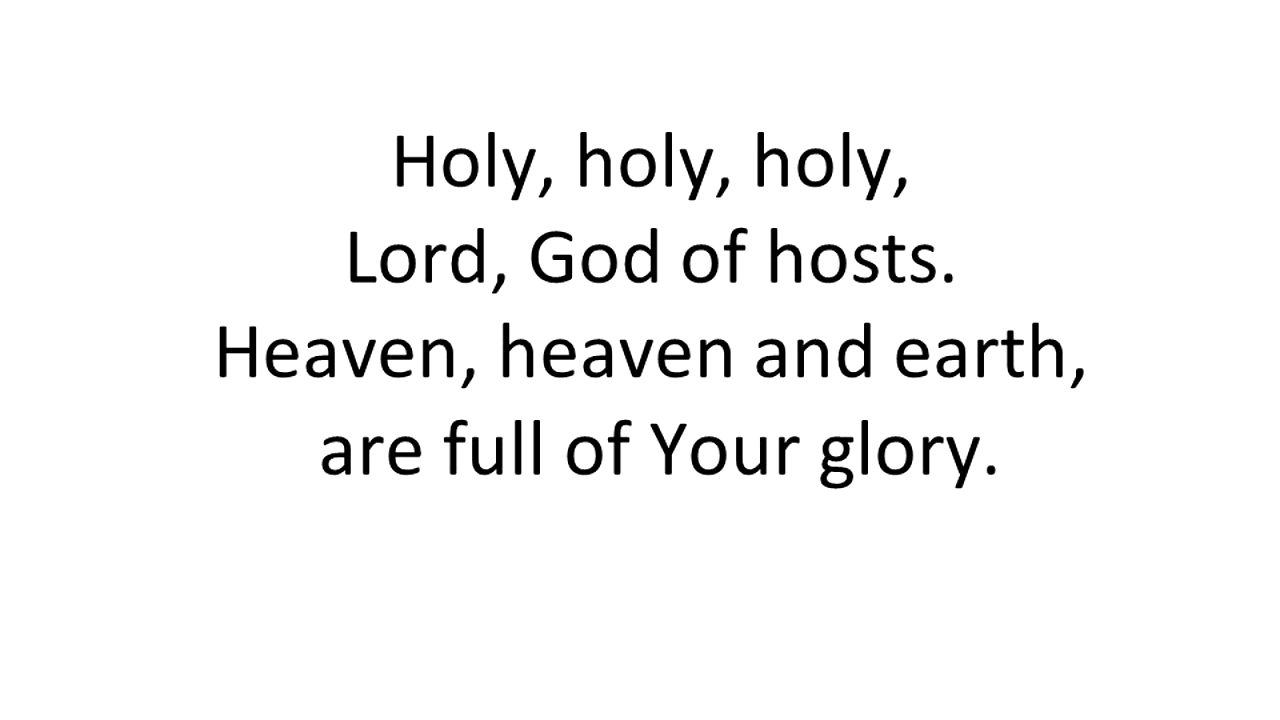 Holy, holy, holy,
Lord, God of hosts.
Heaven, heaven and earth,
are full of Your glory.